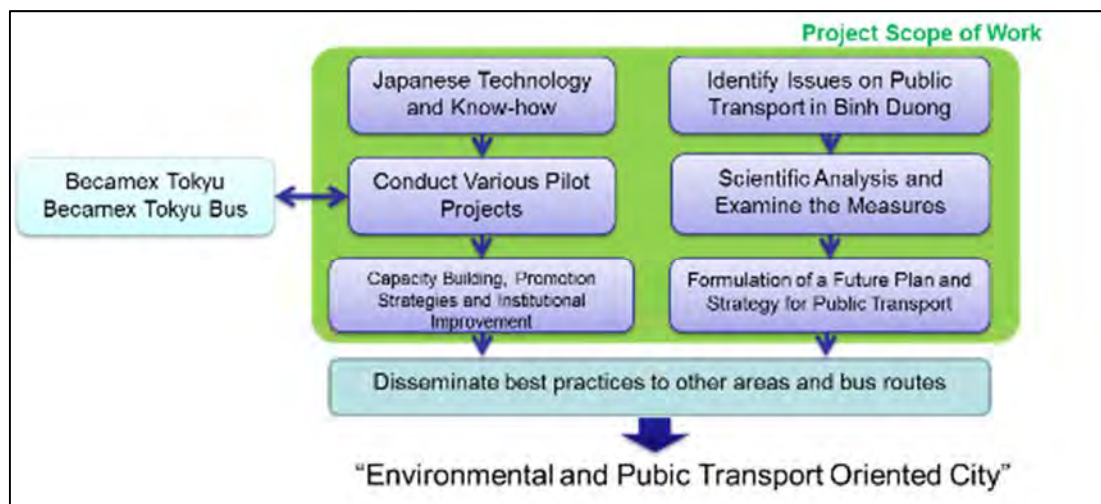 Project Scope of Work
Japanese Technology
and Know-how
Identify Issues on Public
Transport in Binh Duong
Becamex Tokyu
Becamex Tokyu Bus
Conduct Various Pilot
Projects
Scientific Analysis and
Examine the Measures
Capacity Building, Promotion
Strategies and Institutional
Improvement
Formulation of a Future Plan and
Strategy for Public Transport
Disseminate best practices to other areas and bus routes
“Environmental and Pubic Transport Oriented City”